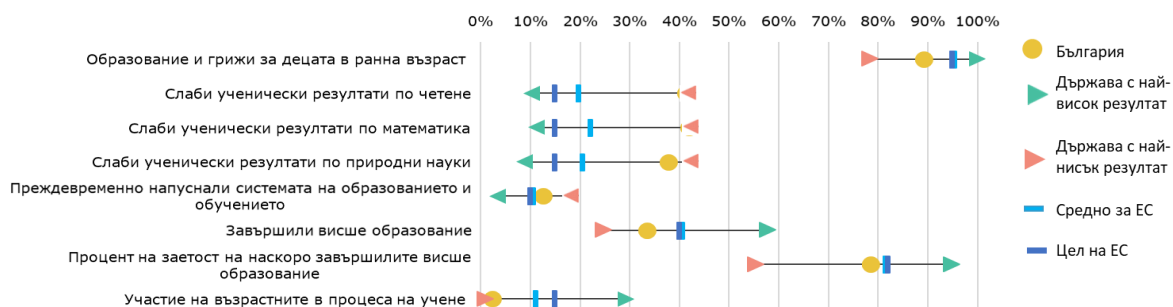 0% 10% 20% 30% 40% 50% 60% 70% 80% 90% 100%
Образование и грижи за децата в ранна възраст
Слаби ученически резултати по четене
Слаби ученически резултати по математика
Слаби ученически резултати по природни науки
Преждевременно напуснали системата на образованието и
обучението
Завършили висше образование
Процент на заетост на наскоро завършилите висше
образование
Участие на възрастните в процеса на учене
България
Държава с най-
висок резултат
Държава с най-
нисък резултат
Средно за ЕС
Цел на ЕС